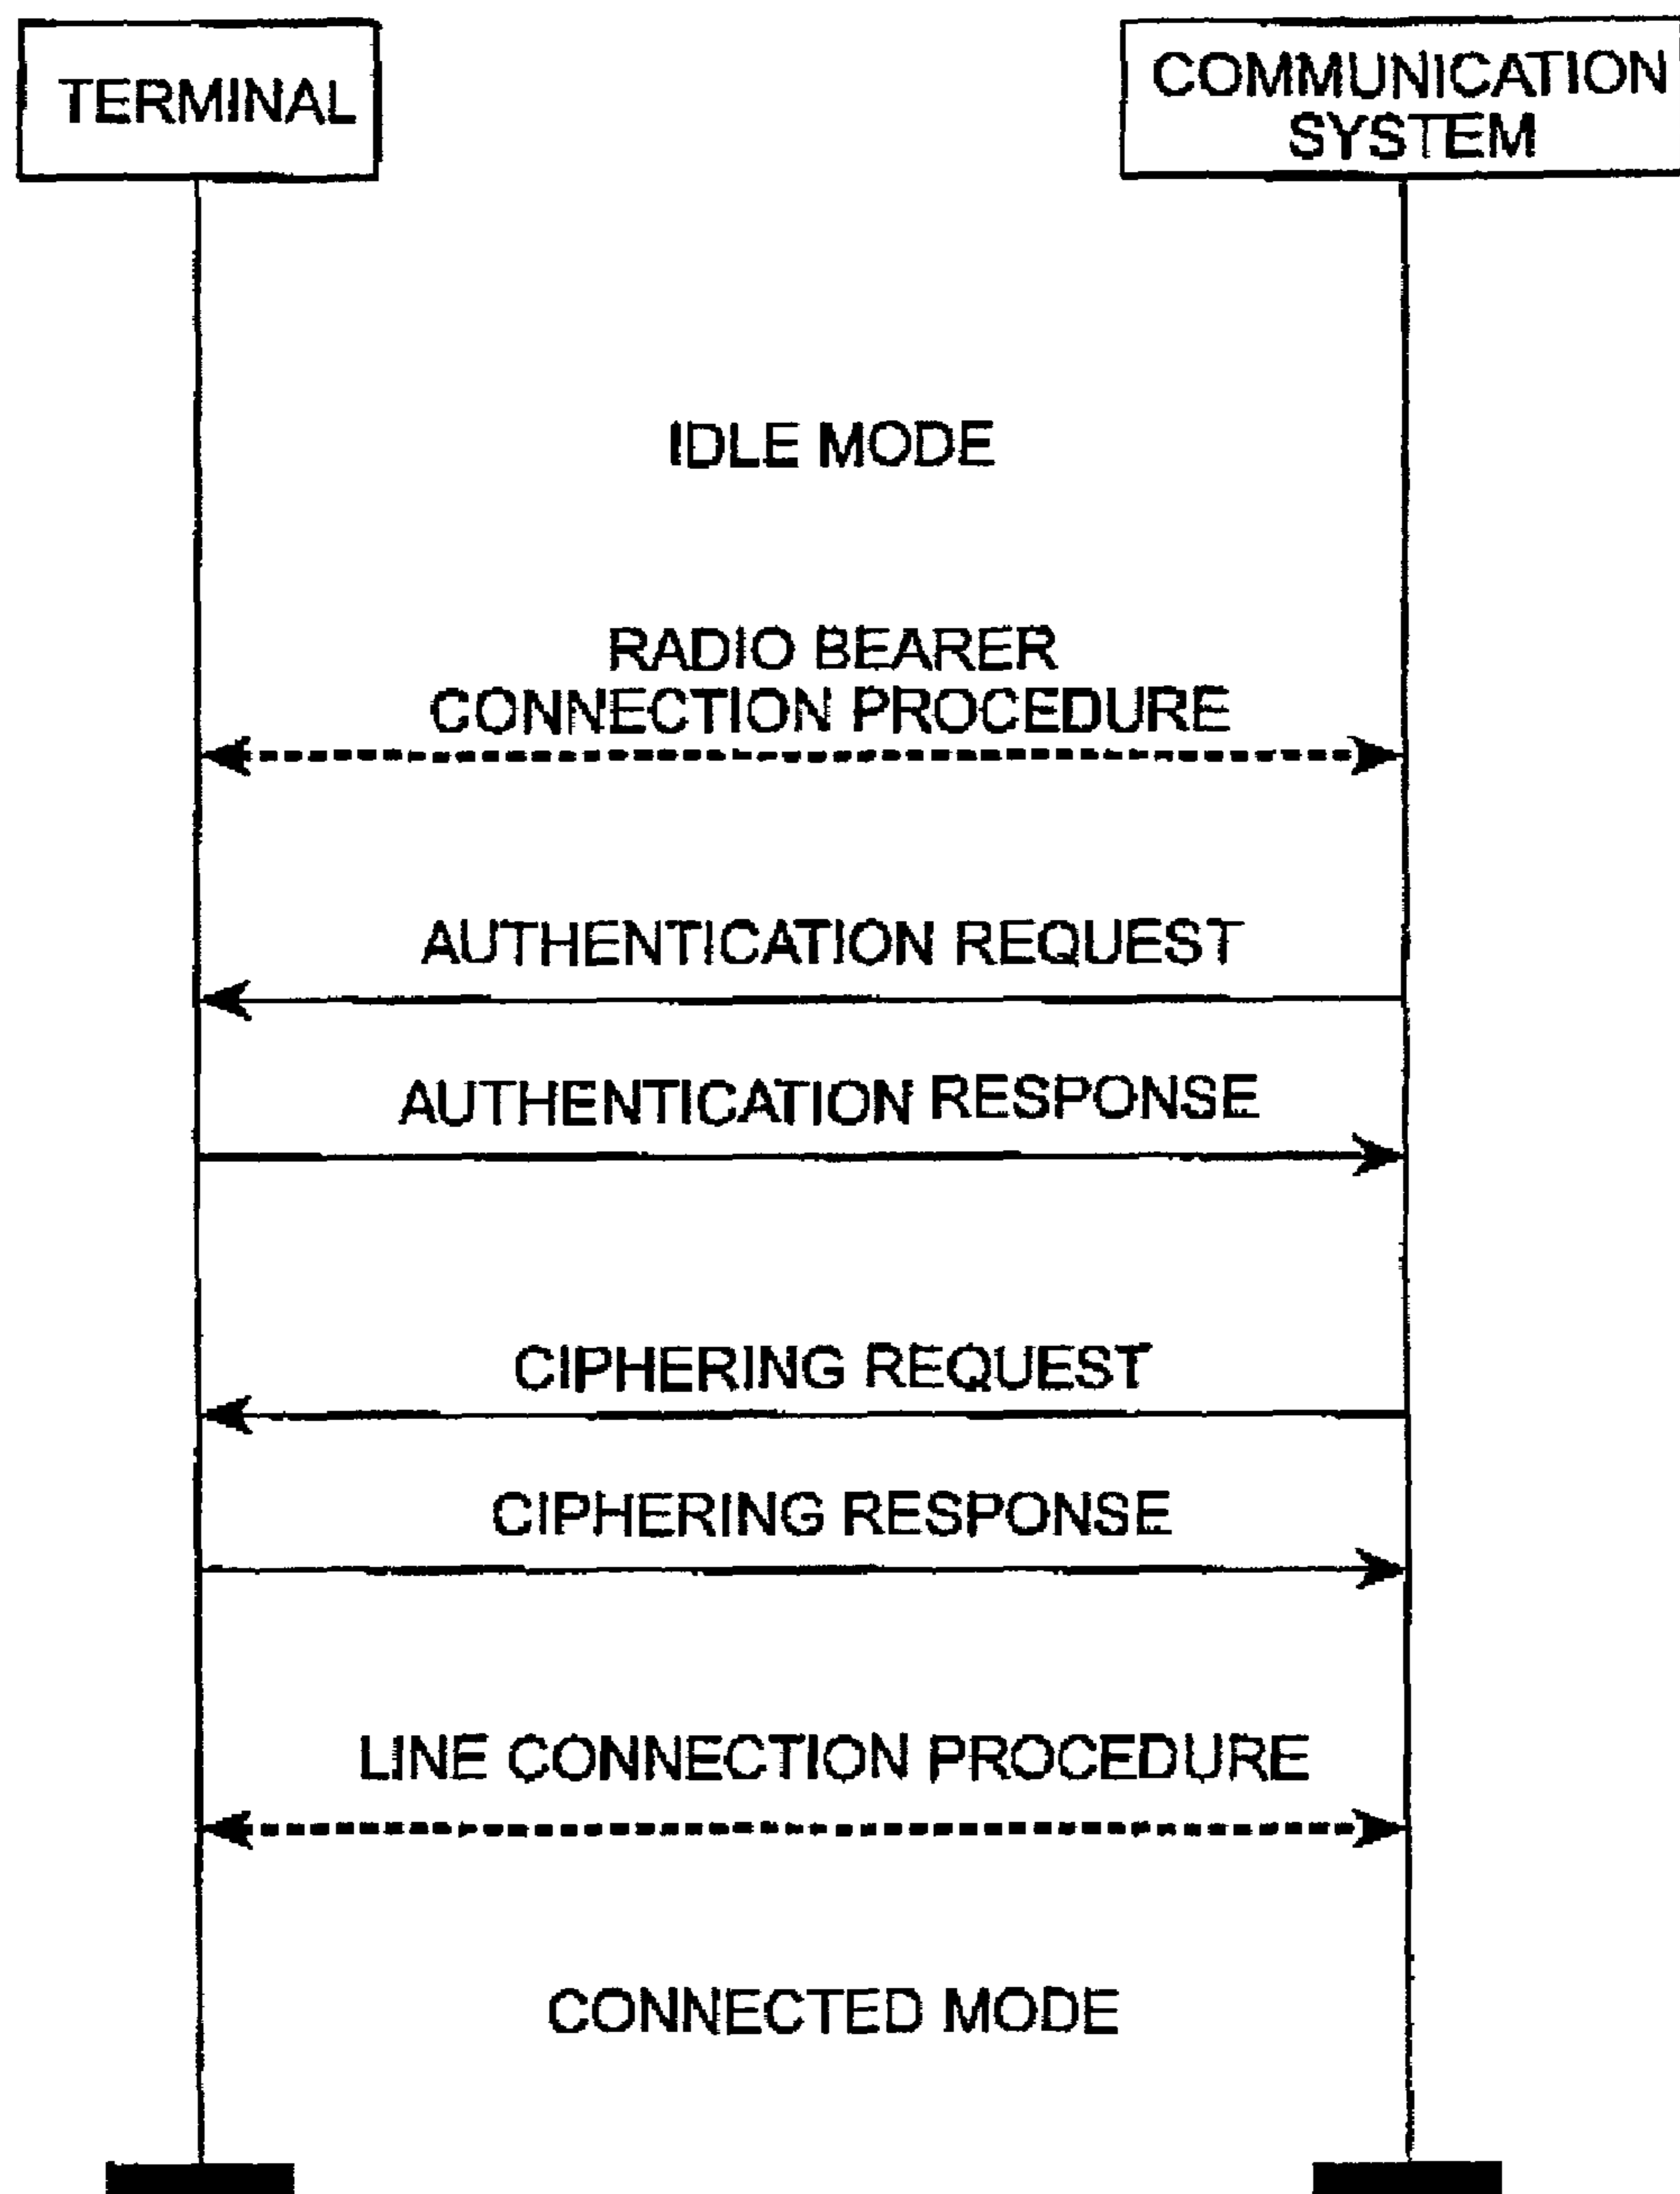 TERMINAL
COMMUNICATION
SYSTEM
IDLE MODE
RADIO BEARER
CONNECTION PROCEDURE
AUTHENTICATION REQUEST
AUTHENTICATION RESPONSE
CIPHERING REQUEST
CIPHERING RESPONSE
LINE CONNECTION PROCEDURE
CONNECTED MODE